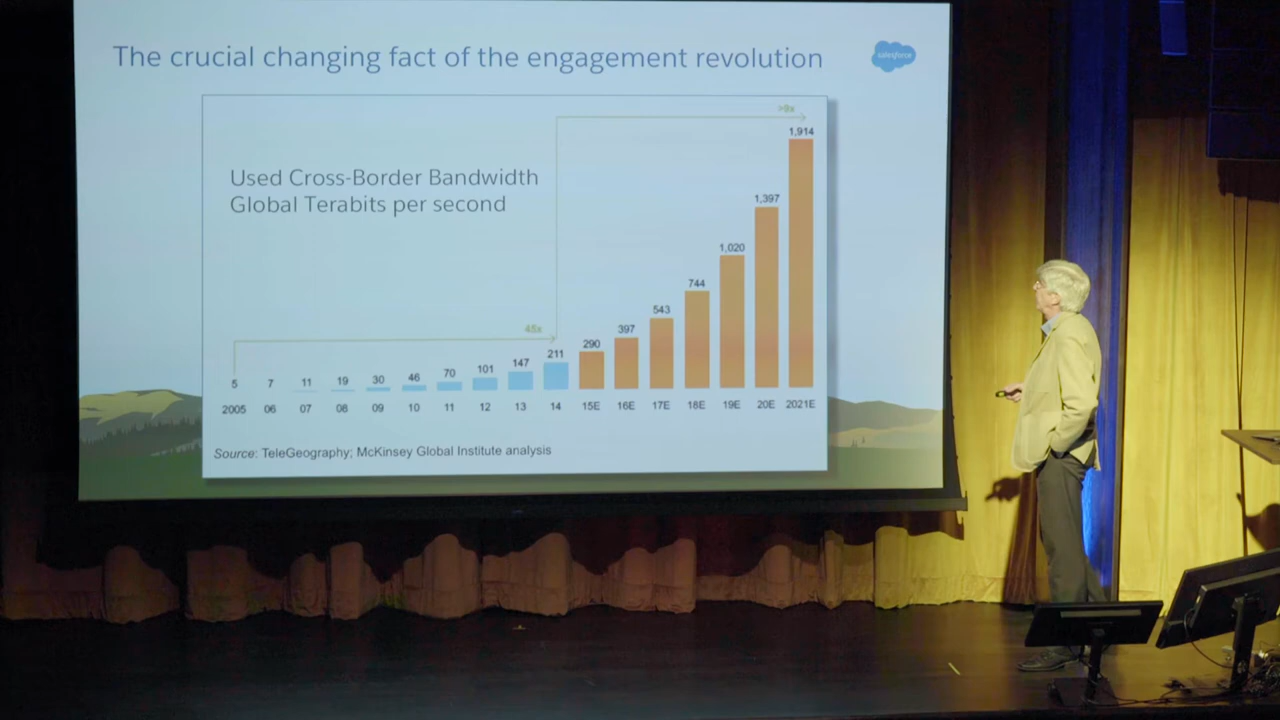 The crucial changing fact of the engagement revolution
salesforce
>9x
1,914
Used Cross-Border Bandwidth
Global Terabits per second
1,397
1,020
744
543
45x
397
290
211
147
101
70
46
30
19
11
7
5
2005 06 07 08 09 10 11 12 13 14 15E 16E 17E 18E 19E 20E 2021E
Source: TeleGeography; McKinsey Global Institute analysis